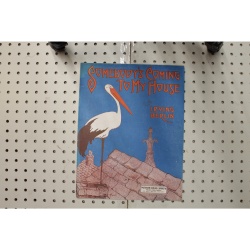 Somebody's Coming
To My House
IRVING
BERLIN